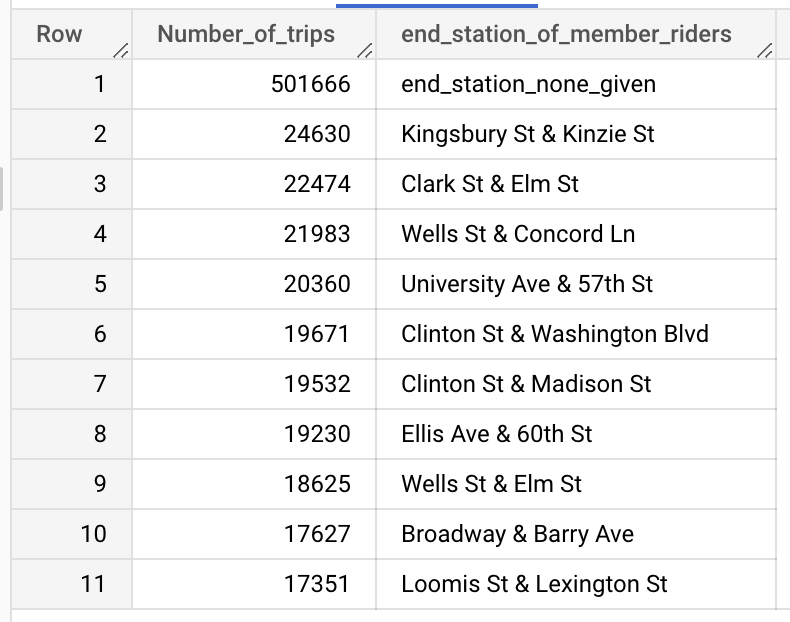 Row Number_of_trips end_station_of_member_riders
1 501666 end_station_none_given
2 24630 Kingsbury St & Kinzie St
3 22474 Clark St & Elm St
4 21983 Wells St & Concord Ln
5 20360 University Ave & 57th St
6 19671 Clinton St & Washington Blvd
7 19532 Clinton St & Madison St
8 19230 Ellis Ave & 60th St
9 18625 Wells St & Elm St
10 17627 Broadway & Barry Ave
11 17351 Loomis St & Lexington St